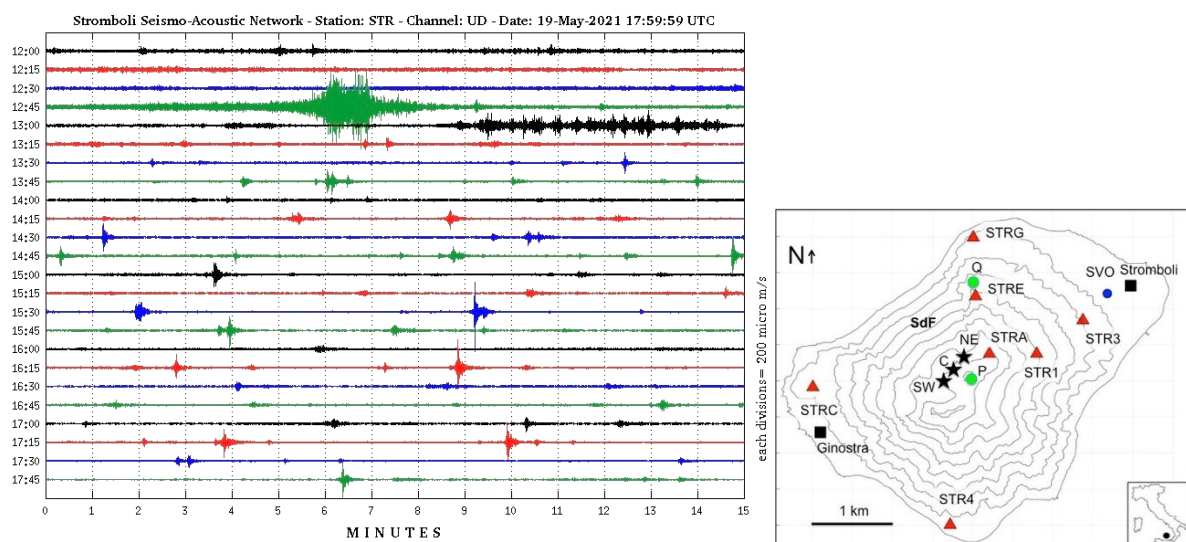 Stromboli Seismo-Acoustic Network - Station: STR - Channel: UD - Date: 19-May-2021 17:59:59 UTC
12:00
12:15
12:30
12:45
13:00
13:15
13:30
13:45
14:00
14:15
14:30
14:45
15:00
15:15
15:30
15:45
16:00
16:15
16:30
16:45
17:00
17:15
17:30
17:45
0 1 2 3 4 5 6 7 8 9 10 11 12 13 14 15
MINUTES
each divisions= 200 micro m/s
N↑
STRG
Q
SVO Stromboli
STRE
SdF
STR3
NE STRA
C
P STR1
SW
STRC
Ginostra
STR4
1 km